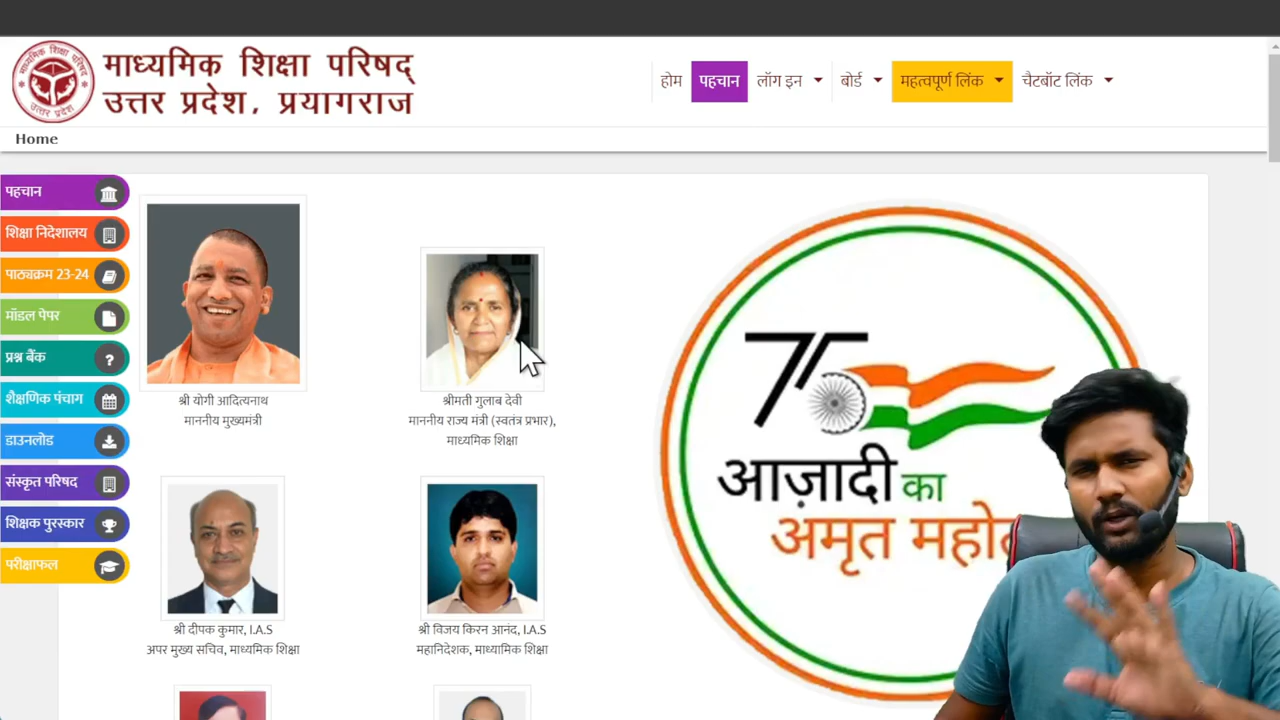 माध्यमिक शिक्षा परिषद्
उत्तर प्रदेश, प्रयागराज
होम
पहचान
लॉग इन
बोर्ड
महत्वपूर्ण लिंक
चैटबॉट लिंक
Home
पहचान
शिक्षा निदेशालय
पाठ्यक्रम 23-24
मॉडल पेपर
प्रश्न बैंक
शैक्षणिक पंचाग
डाउनलोड
संस्कृत परिषद
शिक्षक पुरस्कार
परीक्षाफल
श्री योगी आदित्यनाथ
माननीय मुख्यमंत्री
श्रीमती गुलाब देवी
माननीय राज्य मंत्री (स्वतंत्र प्रभार),
माध्यमिक शिक्षा
श्री दीपक कुमार, I.A.S
अपर मुख्य सचिव, माध्यमिक शिक्षा
श्री विजय किरन आनंद, I.A.S
महानिदेशक, माध्यामिक शिक्षा
75
आज़ादी का
अमृत